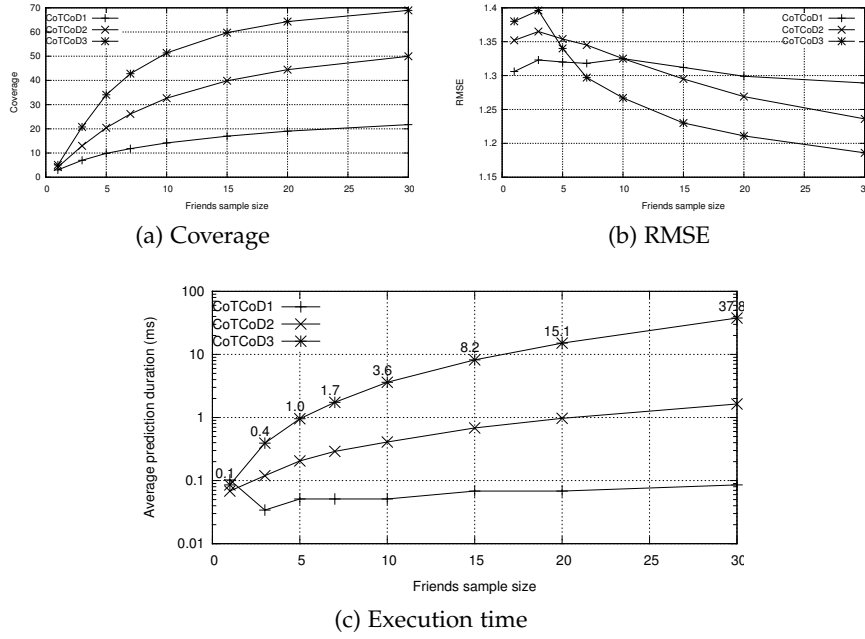 70
60
50
40
30
20
10
0
Coverage
CoTCoD1
CoTCoD2
CoTCoD3
0 5 10 15 20 25 30
Friends sample size
(a) Coverage
1.4
1.35
1.3
1.25
1.2
1.15
RMSE
CoTCoD1
CoTCoD2
CoTCoD3
0 5 10 15 20 25 30
Friends sample size
(b) RMSE
100
10
1
0.1
0.01
Average prediction duration (ms)
CoTCoD1
CoTCoD2
CoTCoD3
0.1 0.4 1.0 1.7 3.6 8.2 15.1 37.8
0 5 10 15 20 25 30
Friends sample size
(c) Execution time